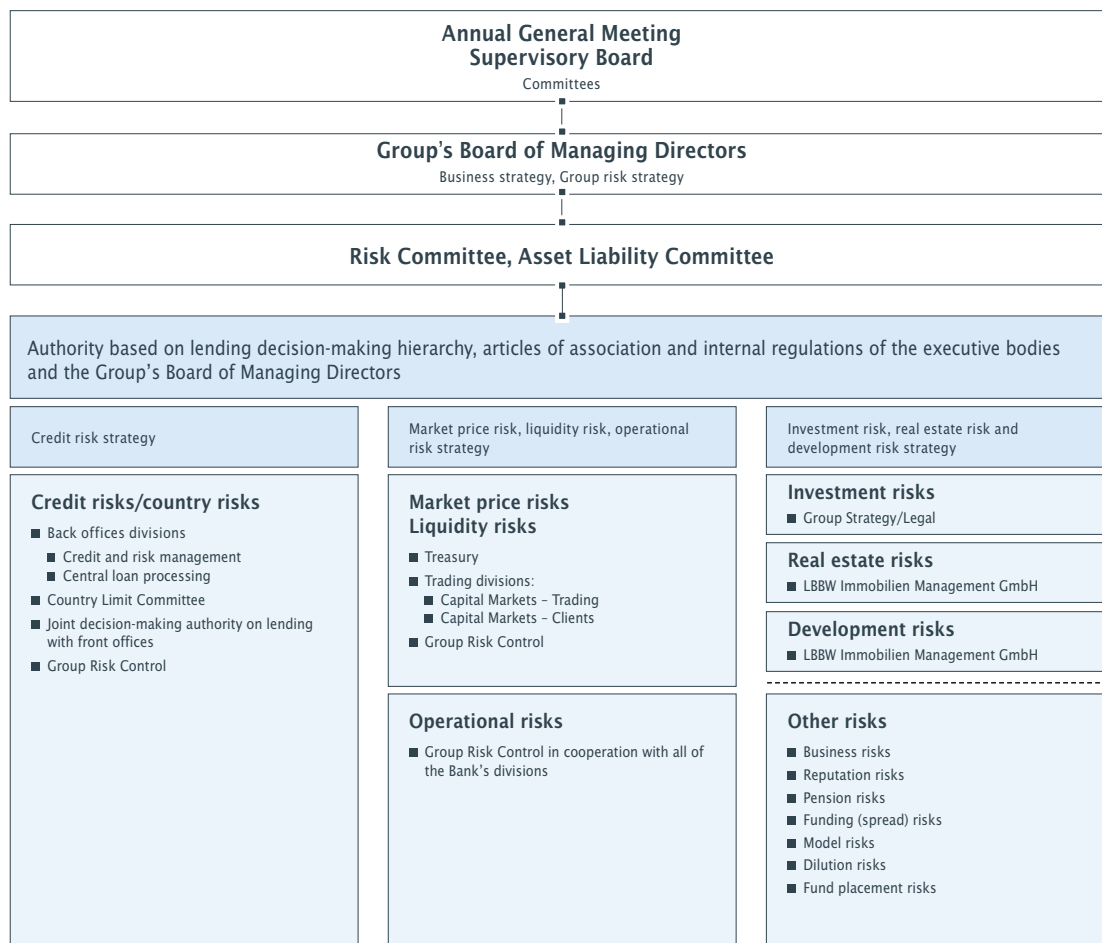 Annual General Meeting
Supervisory Board
Committees
Group's Board of Managing Directors
Business strategy, Group risk strategy
Risk Committee, Asset Liability Committee
Authority based on lending decision-making hierarchy, articles of association and internal regulations of the executive bodies
and the Group's Board of Managing Directors
Credit risk strategy
Credit risks/country risks
Back offices divisions
Credit and risk management
Central loan processing
Country Limit Committee
Joint decision-making authority on lending
with front offices
Group Risk Control
Market price risk, liquidity risk, operational
risk strategy
Market price risks
Liquidity risks
Treasury
Trading divisions:
Capital Markets – Trading
Capital Markets – Clients
Group Risk Control
Operational risks
Group Risk Control in cooperation with all of
the Bank's divisions
Investment risk, real estate risk and
development risk strategy
Investment risks
Group Strategy/Legal
Real estate risks
LBBW Immobilien Management GmbH
Development risks
LBBW Immobilien Management GmbH
Other risks
Business risks
Reputation risks
Pension risks
Funding (spread) risks
Model risks
Dilution risks
Fund placement risks